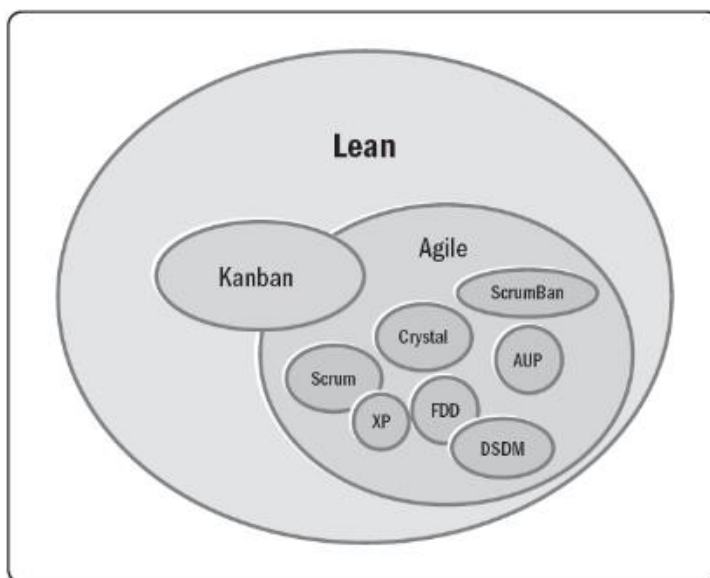 Lean
Agile
Kanban
ScrumBan
Crystal
AUP
Scrum
FDD
XP
DSDM